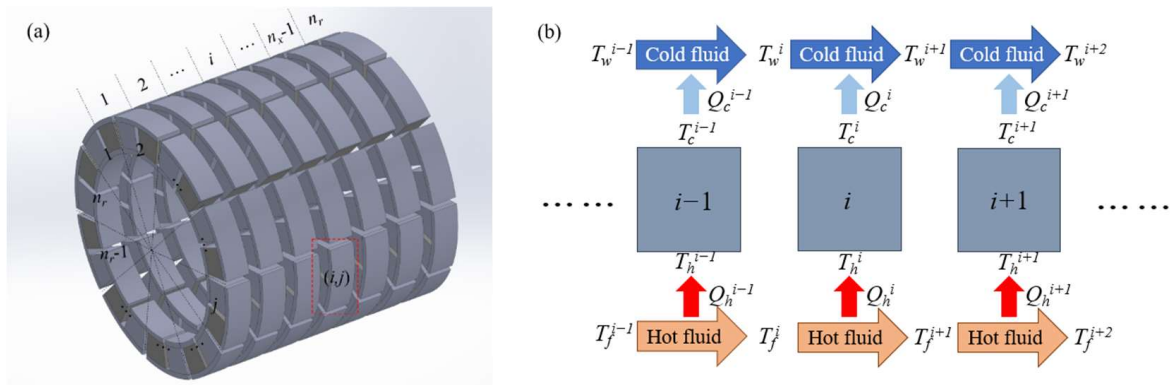 (a)
1 2 ... i ... n_x-1 n_r
1 2 ...
n_r
n_r-1
i
(i,j)
j
... ... ...
(b)
T_w^{i-1} Cold fluid T_w^i Cold fluid T_w^{i+1} Cold fluid T_w^{i+2}
Q_c^{i-1} Q_c^i Q_c^{i+1}
T_c^{i-1} T_c^i T_c^{i+1}
...... i−1 i i+1 ......
T_h^{i-1} T_h^i T_h^{i+1}
Q_h^{i-1} Q_h^i Q_h^{i+1}
T_f^{i-1} Hot fluid T_f^i Hot fluid T_f^{i+1} Hot fluid T_f^{i+2}